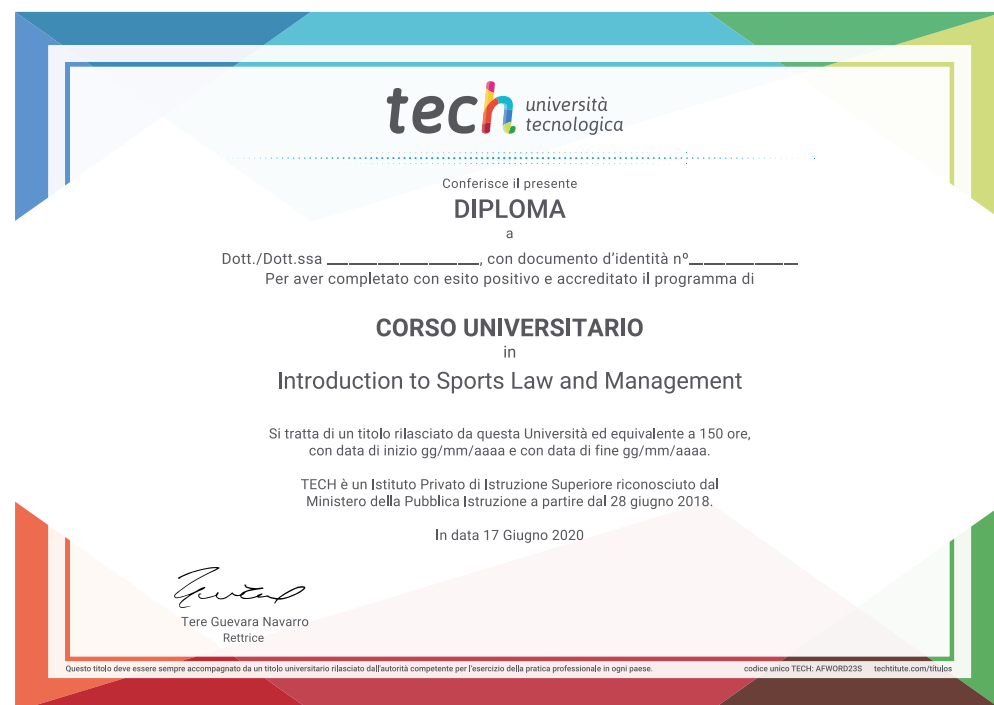 tech università
tecnologica
Conferisce il presente
DIPLOMA
a
Dott./Dott.ssa ________________, con documento d'identità nº____________
Per aver completato con esito positivo e accreditato il programma di
CORSO UNIVERSITARIO
in
Introduction to Sports Law and Management
Si tratta di un titolo rilasciato da questa Università ed equivalente a 150 ore,
con data di inizio gg/mm/aaaa e con data di fine gg/mm/aaaa.
TECH è un Istituto Privato di Istruzione Superiore riconosciuto dal
Ministero della Pubblica Istruzione a partire dal 28 giugno 2018.
In data 17 Giugno 2020
Tere Guevara Navarro
Rettrice
Questo titolo deve essere sempre accompagnato da un titolo universitario rilasciato dall'autorità competente per l'esercizio della pratica professionale in ogni paese. codice unico TECH: AFWORD23S techtitute.com/titulos